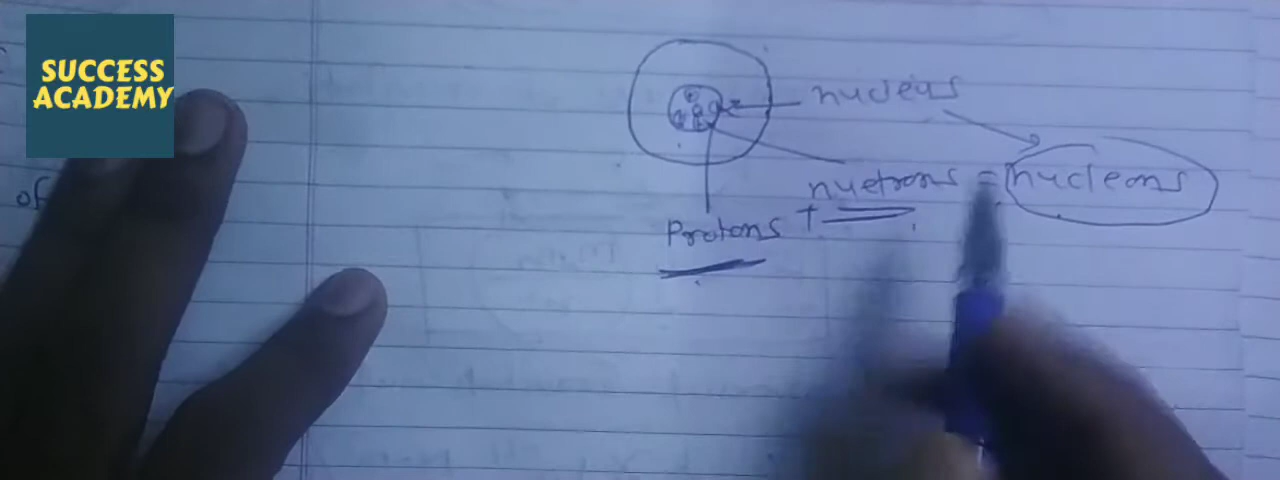 SUCCESS
ACADEMY
nucleus
nuetrons = nucleons
Protons +
of